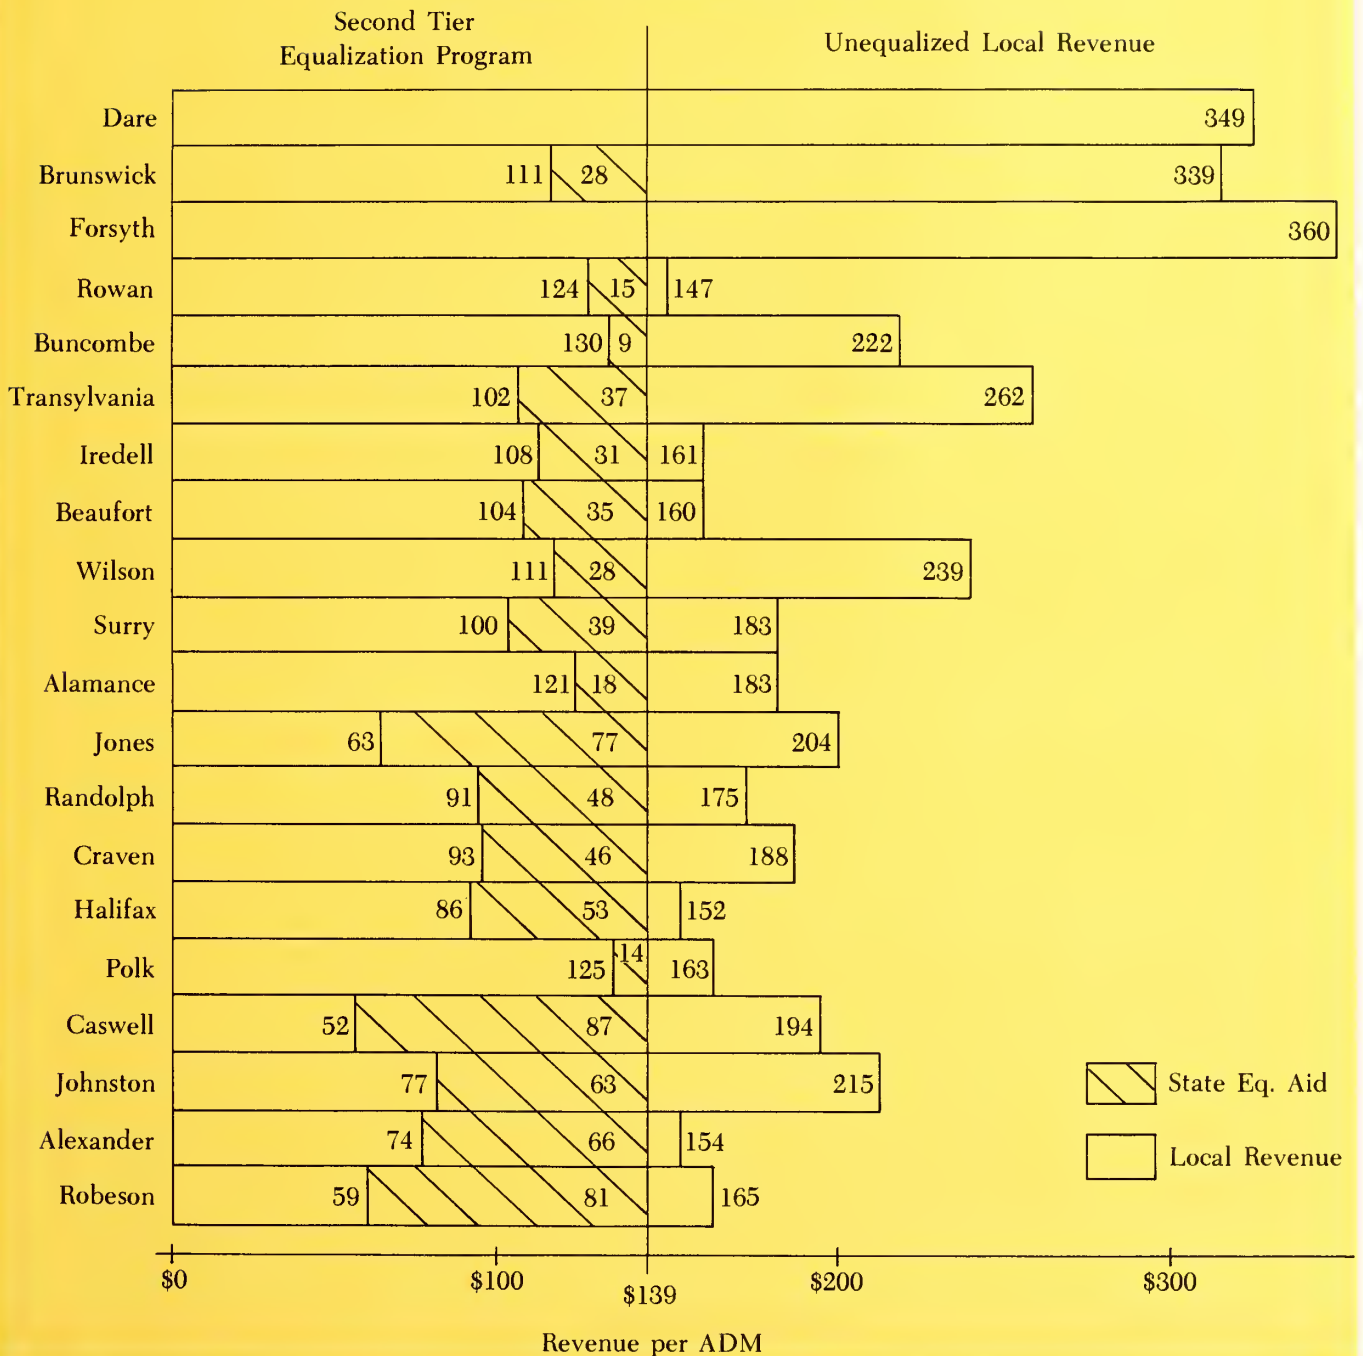 Second Tier
Equalization Program
Unequalized Local Revenue
Dare 349
Brunswick 111 28 339
Forsyth 360
Rowan 124 15 147
Buncombe 130 9 222
Transylvania 102 37 262
Iredell 108 31 161
Beaufort 104 35 160
Wilson 111 28 239
Surry 100 39 183
Alamance 121 18 183
Jones 63 77 204
Randolph 91 48 175
Craven 93 46 188
Halifax 86 53 152
Polk 125 14 163
Caswell 52 87 194
Johnston 77 63 215
Alexander 74 66 154
Robeson 59 81 165
State Eq. Aid
Local Revenue
$0 $100 $139 $200 $300
Revenue per ADM